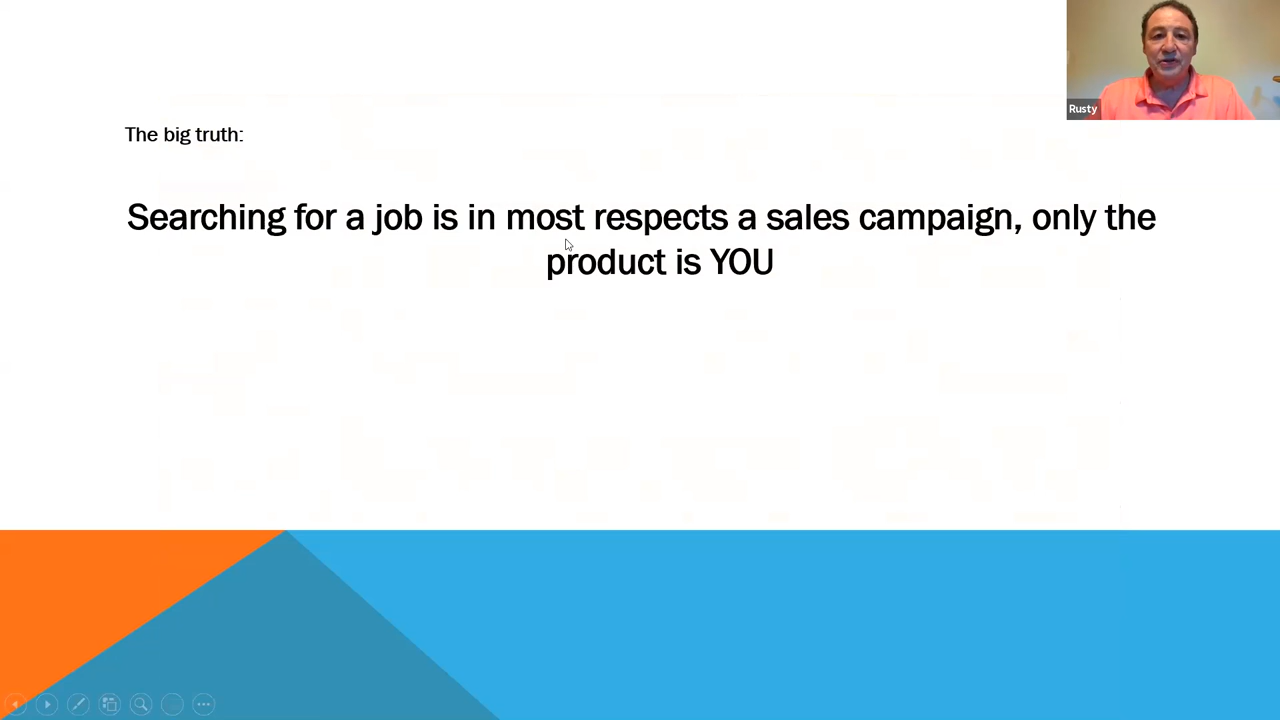 Rusty
The big truth:
Searching for a job is in most respects a sales campaign, only the
product is YOU